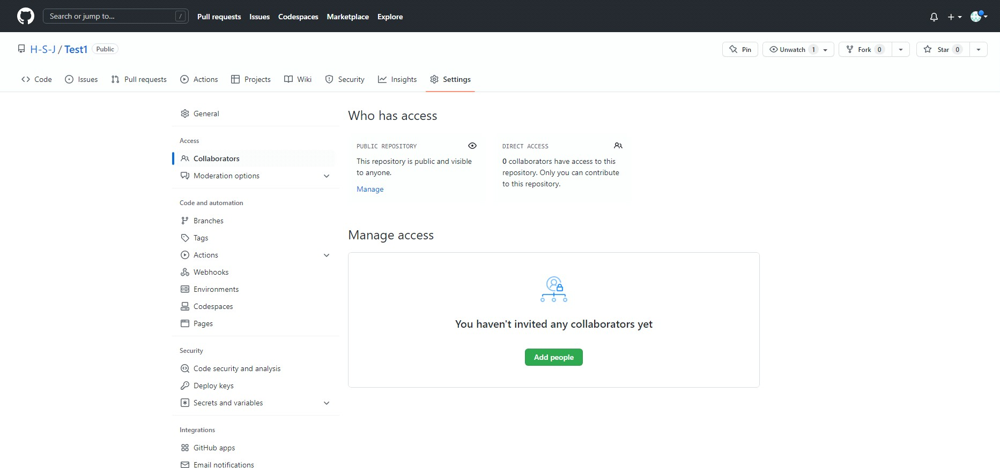 Search or jump to... /
Pull requests Issues Codespaces Marketplace Explore
H-S-J / Test1 Public
Pin
Unwatch 1
Fork 0
Star 0
Code Issues Pull requests Actions Projects Wiki Security Insights Settings
General
Access
Collaborators
Moderation options
Code and automation
Branches
Tags
Actions
Webhooks
Environments
Codespaces
Pages
Security
Code security and analysis
Deploy keys
Secrets and variables
Integrations
GitHub apps
Email notifications
Who has access
PUBLIC REPOSITORY
This repository is public and visible
to anyone.
Manage
DIRECT ACCESS
0 collaborators have access to this
repository. Only you can contribute
to this repository.
Manage access
You haven't invited any collaborators yet
Add people